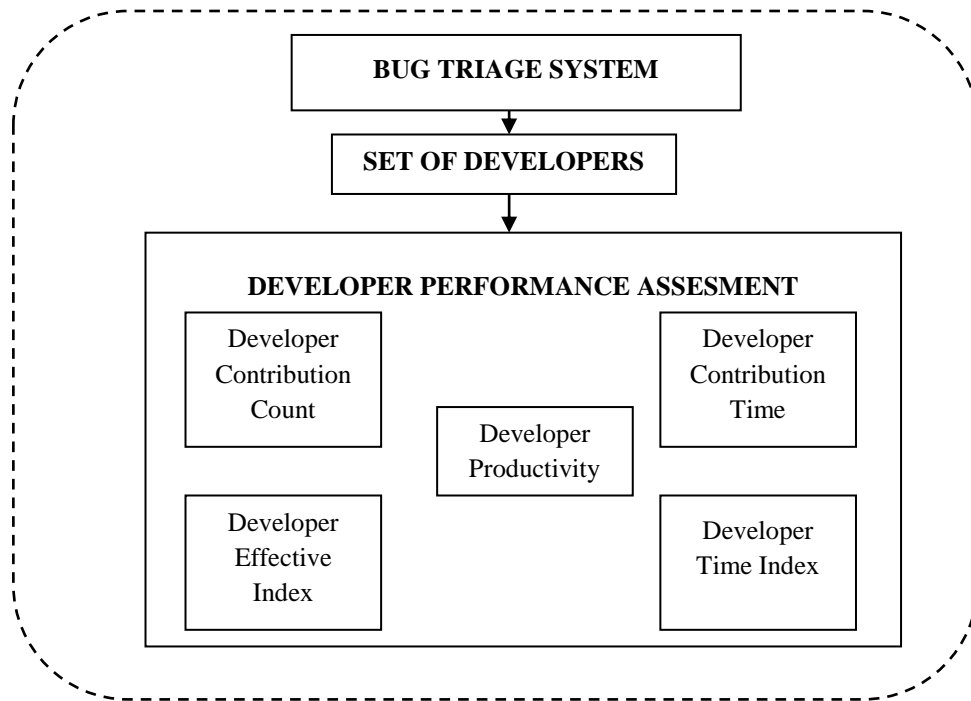 BUG TRIAGE SYSTEM
SET OF DEVELOPERS
DEVELOPER PERFORMANCE ASSESMENT
Developer
Contribution
Count
Developer
Contribution
Time
Developer
Productivity
Developer
Effective
Index
Developer
Time Index